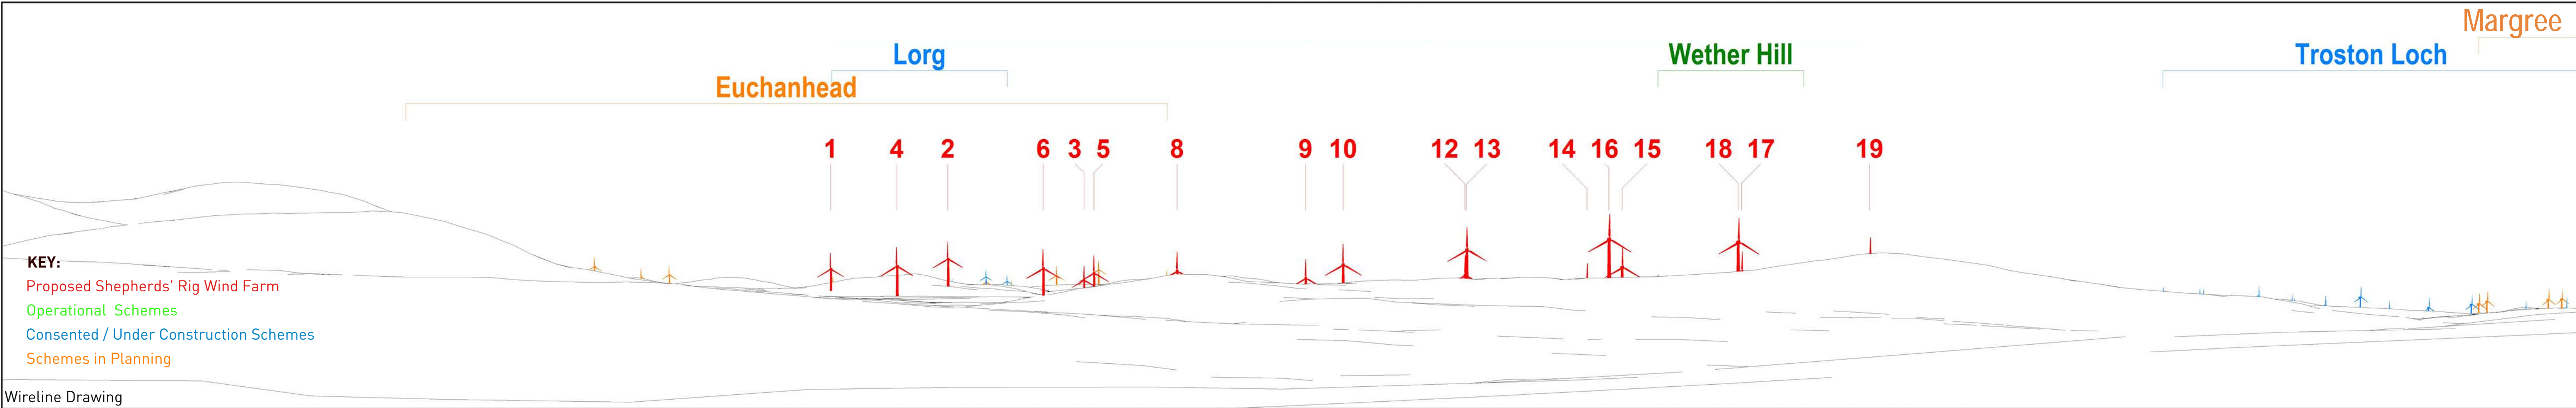 Margree
Lorg
Wether Hill
Troston Loch
Euchanhead
1 4 2 6 3 5 8 9 10 12 13 14 16 15 18 17 19
KEY:
Proposed Shepherds' Rig Wind Farm
Operational Schemes
Consented / Under Construction Schemes
Schemes in Planning
Wireline Drawing